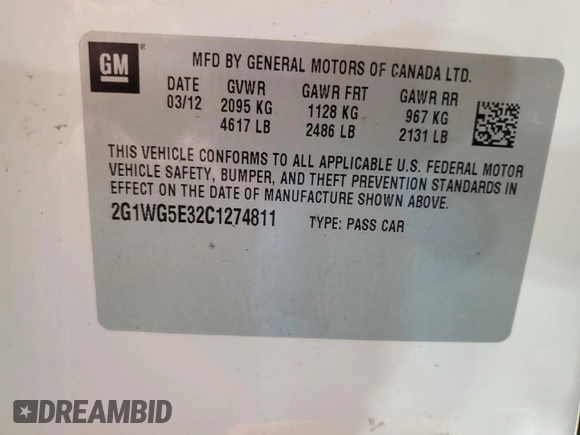 GM
MFD BY GENERAL MOTORS OF CANADA LTD.
DATE GVWR GAWR FRT GAWR RR
03/12 2095 KG 1128 KG 967 KG
4617 LB 2486 LB 2131 LB
THIS VEHICLE CONFORMS TO ALL APPLICABLE U.S. FEDERAL MOTOR
VEHICLE SAFETY, BUMPER, AND THEFT PREVENTION STANDARDS IN
EFFECT ON THE DATE OF MANUFACTURE SHOWN ABOVE.
2G1WG5E32C1274811 TYPE: PASS CAR
DREAMBID